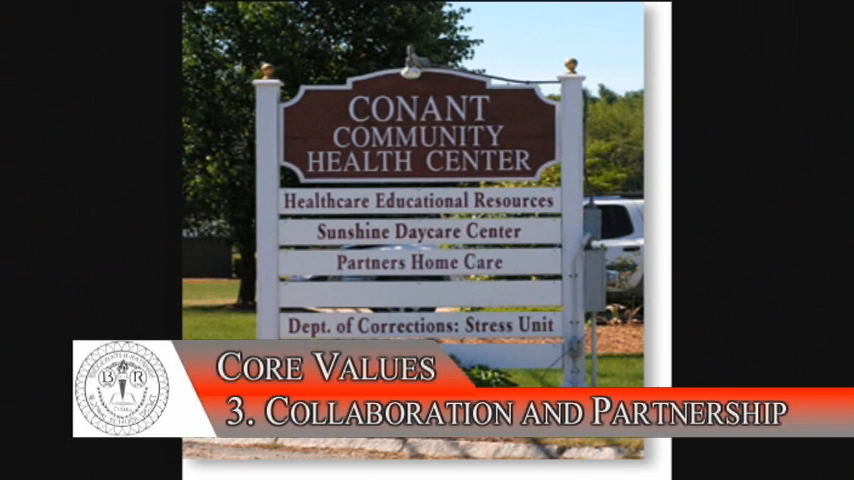 CONANT
COMMUNITY
HEALTH CENTER
Healthcare Educational Resources
Sunshine Daycare Center
Partners Home Care
Dept. of Corrections: Stress Unit
CORE VALUES
3. COLLABORATION AND PARTNERSHIP
B R